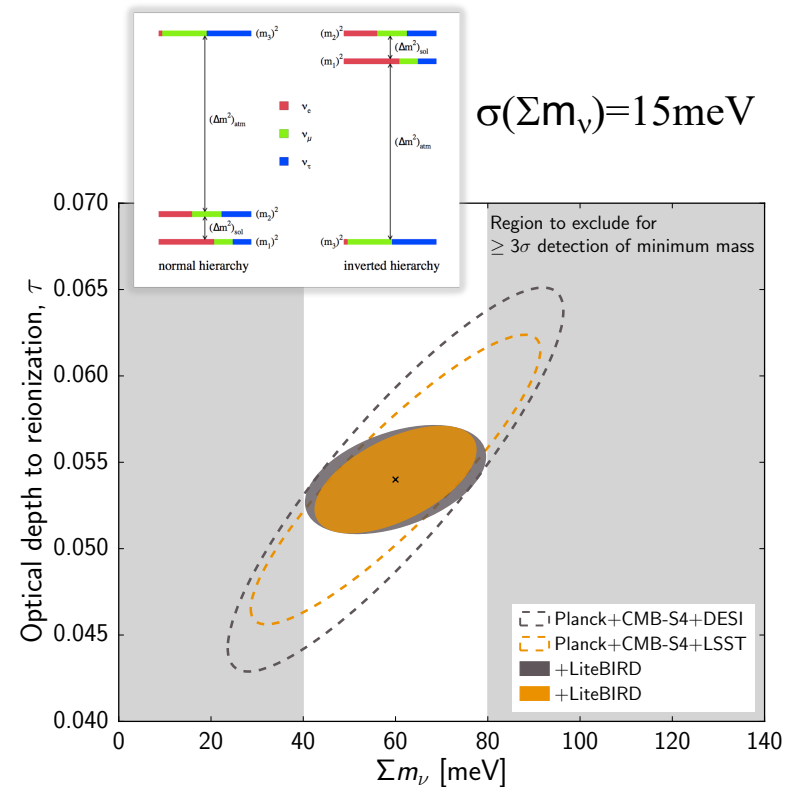 (m₃)²
(m₂)²
(Δm²)sol
(m₁)²
νₑ
νμ
ντ
(Δm²)atm
(Δm²)atm
(m₂)²
(Δm²)sol
(m₁)²
(m₃)²
normal hierarchy
inverted hierarchy
σ(Σmν)=15meV
Region to exclude for
≥ 3σ detection of minimum mass
0.070
0.065
0.060
0.055
0.050
0.045
0.040
Optical depth to reionization, τ
Planck+CMB-S4+DESI
Planck+CMB-S4+LSST
+LiteBIRD
+LiteBIRD
0
20
40
60
80
100
120
140
Σmν [meV]